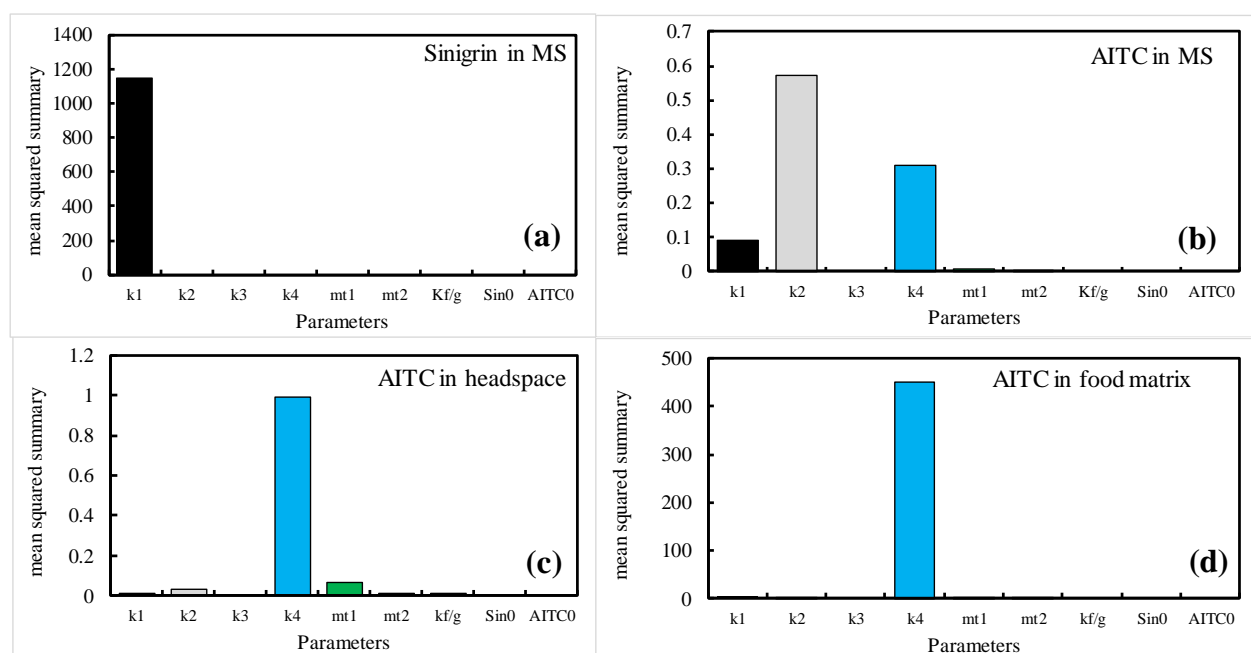 Sinigrin in MS
mean squared summary
1400
1200
1000
800
600
400
200
0
(a)
k1 k2 k3 k4 mt1 mt2 Kf/g Sin0 AITC0
Parameters
AITC in MS
mean squared summary
0.7
0.6
0.5
0.4
0.3
0.2
0.1
0
(b)
k1 k2 k3 k4 mt1 mt2 Kf/g Sin0 AITC0
Parameters
AITC in headspace
mean squared summary
1.2
1
0.8
0.6
0.4
0.2
0
(c)
k1 k2 k3 k4 mt1 mt2 kf/g Sin0 AITC0
Parameters
AITC in food matrix
mean squared summary
500
400
300
200
100
0
(d)
k1 k2 k3 k4 mt1 mt2 kf/g Sin0 AITC0
Parameters